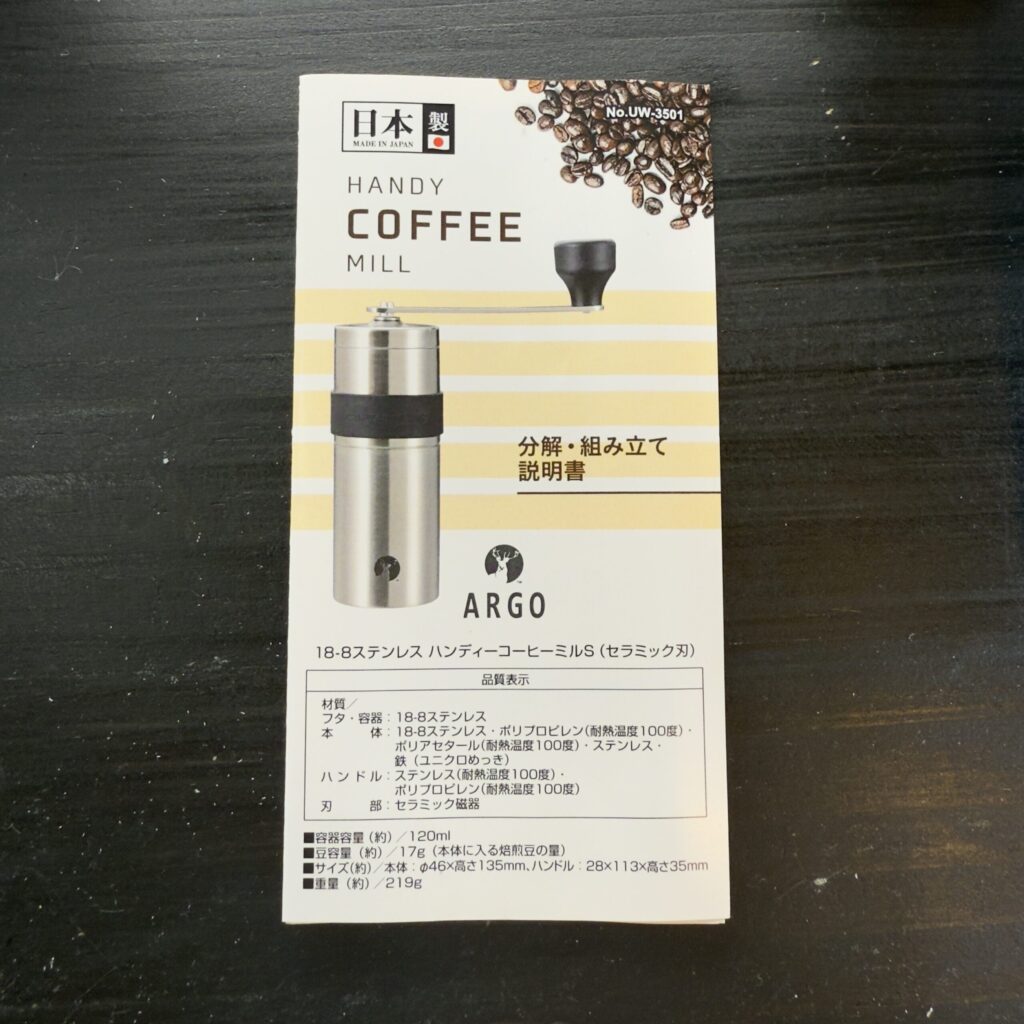 日本製
MADE IN JAPAN
No.UW-3501
HANDY
COFFEE
MILL
分解・組み立て
説明書
ARGO
18-8ステンレス ハンディーコーヒーミルS（セラミック刃）
品質表示
材質／
フタ・容器：18-8ステンレス
本　　体：18-8ステンレス・ポリプロピレン（耐熱温度100度）・
ポリアセタール（耐熱温度100度）・ステンレス・
鉄（ユニクロめっき）
ハンドル：ステンレス（耐熱温度100度）・
ポリプロピレン（耐熱温度100度）
刃　　部：セラミック磁器
■容器容量（約）／120ml
■豆容量（約）／17g（本体に入る焙煎豆の量）
■サイズ（約）／本体：φ46×高さ135mm、ハンドル：28×113×高さ35mm
■重量（約）／219g